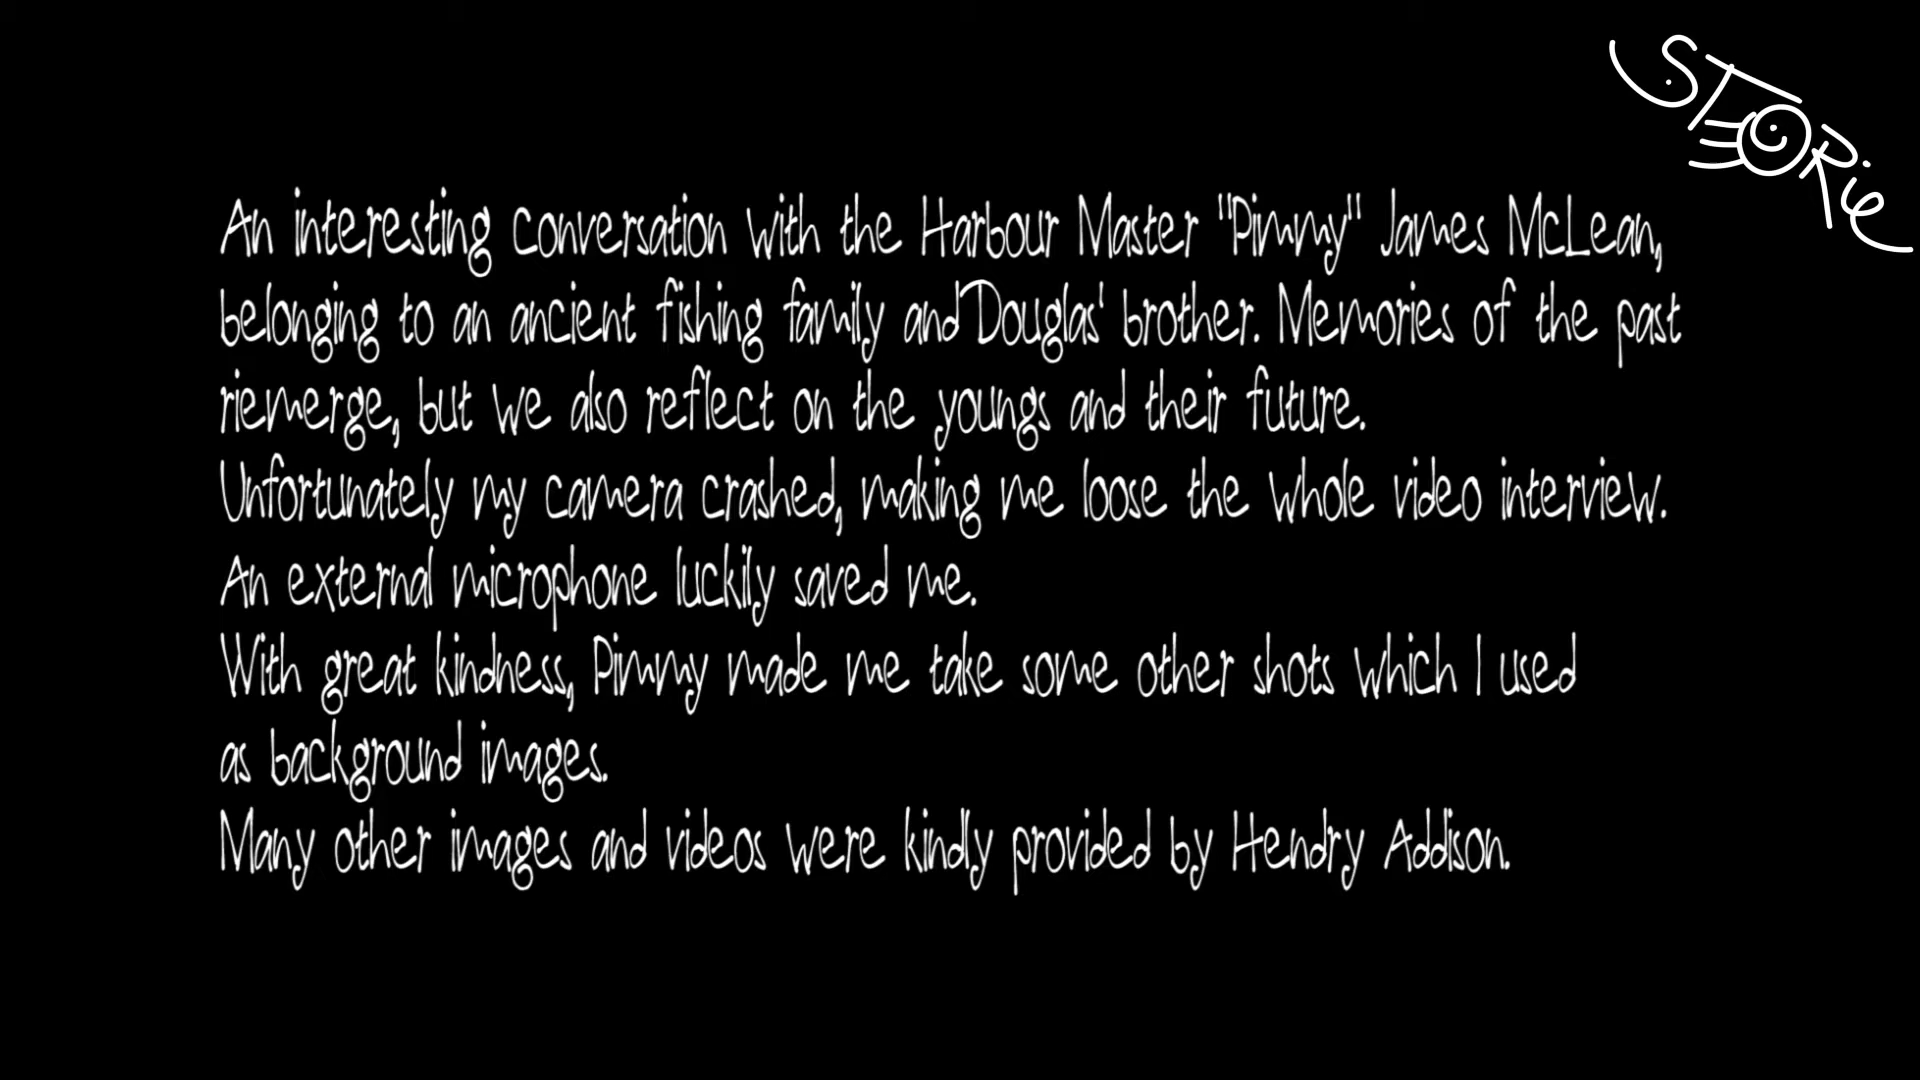 STORie
An interesting conversation with the Harbour Master "Pimmy" James McLean,
belonging to an ancient fishing family and Douglas' brother. Memories of the past
riemerge, but we also reflect on the youngs and their future.
Unfortunately my camera crashed, making me loose the whole video interview.
An external microphone luckily saved me.
With great kindness, Pimmy made me take some other shots which I used
as background images.
Many other images and videos were kindly provided by Hendry Addison.